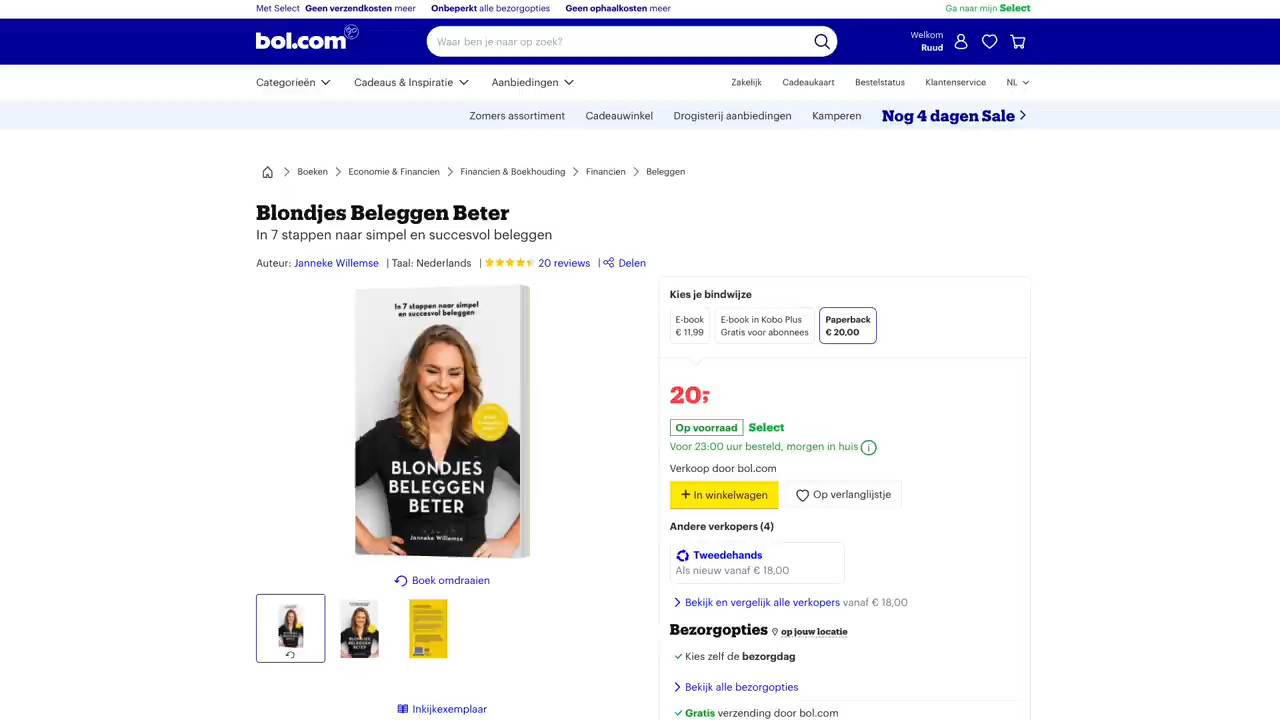 Met Select Geen verzendkosten meer Onbeperkt alle bezorgopties Geen ophaalkosten meer Ga naar mijn Select
bol.com
Waar ben je naar op zoek?
Welkom
Ruud
Categorieën Cadeaus & Inspiratie Aanbiedingen Zakelijk Cadeaukaart Bestelstatus Klantenservice NL
Zomers assortiment Cadeauwinkel Drogisterij aanbiedingen Kamperen Nog 4 dagen Sale
Boeken Economie & Financien Financien & Boekhouding Financien Beleggen
Blondjes Beleggen Beter
In 7 stappen naar simpel en succesvol beleggen
Auteur: Janneke Willemse | Taal: Nederlands | 20 reviews | Delen
In 7 stappen naar simpel
en succesvol beleggen
BLONDJES
BELEGGEN
BETER
Janneke Willemse
Boek omdraaien
BLONDJES
BELEGGEN
BETER
Inkijkexemplaar
Kies je bindwijze
E-book
€ 11,99
E-book in Kobo Plus
Gratis voor abonnees
Paperback
€ 20,00
20,-
Op voorraad Select
Voor 23:00 uur besteld, morgen in huis
Verkoop door bol.com
+ In winkelwagen Op verlanglijstje
Andere verkopers (4)
Tweedehands
Als nieuw vanaf € 18,00
Bekijk en vergelijk alle verkopers vanaf € 18,00
Bezorgopties op jouw locatie
Kies zelf de bezorgdag
Bekijk alle bezorgopties
Gratis verzending door bol.com